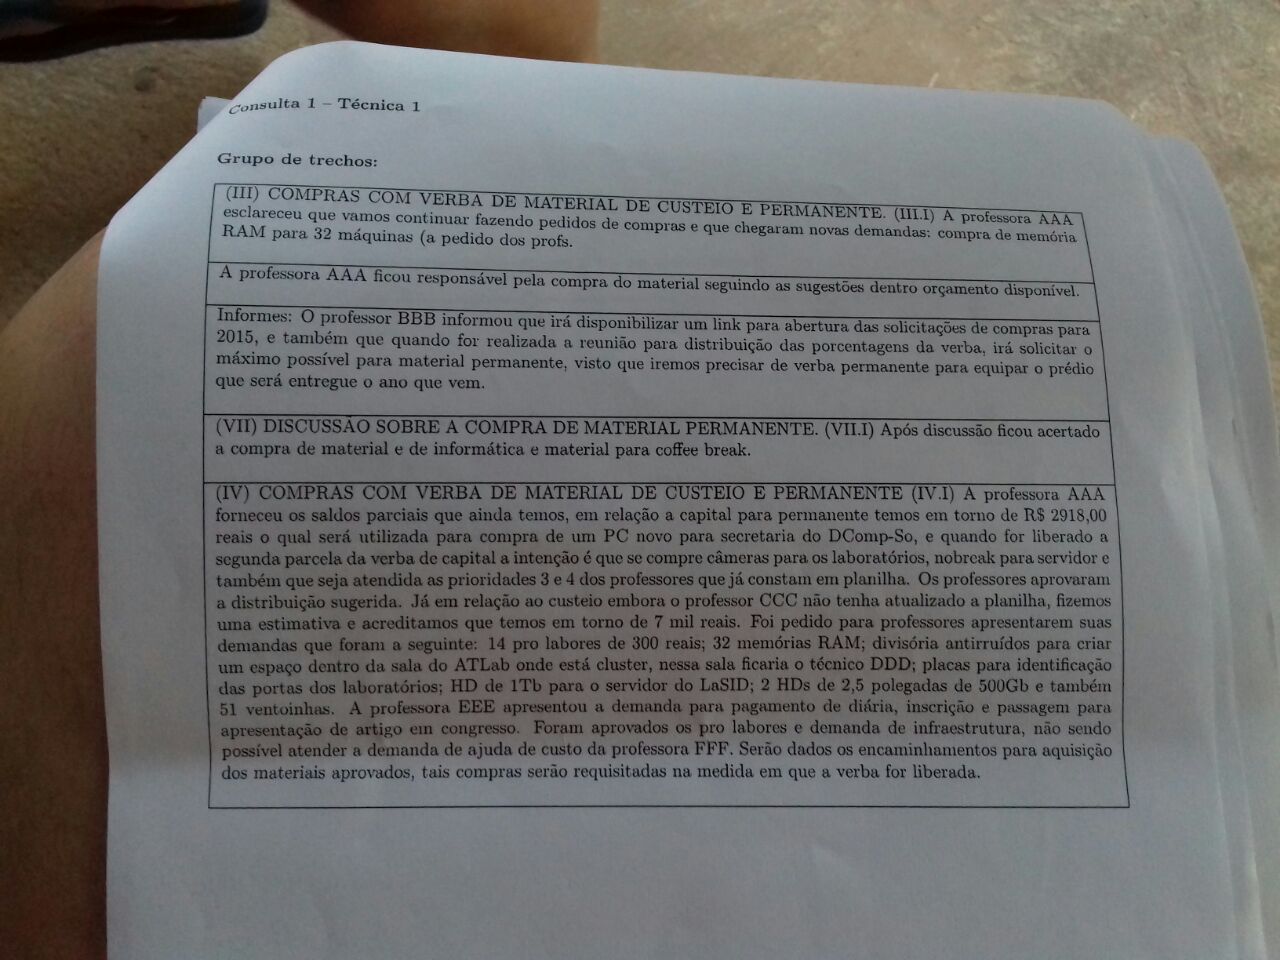 Consulta 1 – Técnica 1
Grupo de trechos:
(III) COMPRAS COM VERBA DE MATERIAL DE CUSTEIO E PERMANENTE. (III.I) A professora AAA
esclareceu que vamos continuar fazendo pedidos de compras e que chegaram novas demandas: compra de memória
RAM para 32 máquinas (a pedido dos profs.
A professora AAA ficou responsável pela compra do material seguindo as sugestões dentro orçamento disponível.
Informes: O professor BBB informou que irá disponibilizar um link para abertura das solicitações de compras para
2015, e também que quando for realizada a reunião para distribuição das porcentagens da verba, irá solicitar o
máximo possível para material permanente, visto que iremos precisar de verba permanente para equipar o prédio
que será entregue o ano que vem.
(VII) DISCUSSÃO SOBRE A COMPRA DE MATERIAL PERMANENTE. (VII.I) Após discussão ficou acertado
a compra de material e de informática e material para coffee break.
(IV) COMPRAS COM VERBA DE MATERIAL DE CUSTEIO E PERMANENTE (IV.I) A professora AAA
forneceu os saldos parciais que ainda temos, em relação a capital para permanente temos em torno de R$ 2918,00
reais o qual será utilizada para compra de um PC novo para secretaria do DComp-So, e quando for liberado a
segunda parcela da verba de capital a intenção é que se compre câmeras para os laboratórios, nobreak para servidor e
também que seja atendida as prioridades 3 e 4 dos professores que já constam em planilha. Os professores aprovaram
a distribuição sugerida. Já em relação ao custeio embora o professor CCC não tenha atualizado a planilha, fizemos
uma estimativa e acreditamos que temos em torno de 7 mil reais. Foi pedido para professores apresentarem suas
demandas que foram a seguinte: 14 pro labores de 300 reais; 32 memórias RAM; divisória antirruídos para criar
um espaço dentro da sala do ATLab onde está cluster, nessa sala ficaria o técnico DDD; placas para identificação
das portas dos laboratórios; HD de 1Tb para o servidor do LaSID; 2 HDs de 2,5 polegadas de 500Gb e também
51 ventoinhas. A professora EEE apresentou a demanda para pagamento de diária, inscrição e passagem para
apresentação de artigo em congresso. Foram aprovados os pro labores e demanda de infraestrutura, não sendo
possível atender a demanda de ajuda de custo da professora FFF. Serão dados os encaminhamentos para aquisição
dos materiais aprovados, tais compras serão requisitadas na medida em que a verba for liberada.